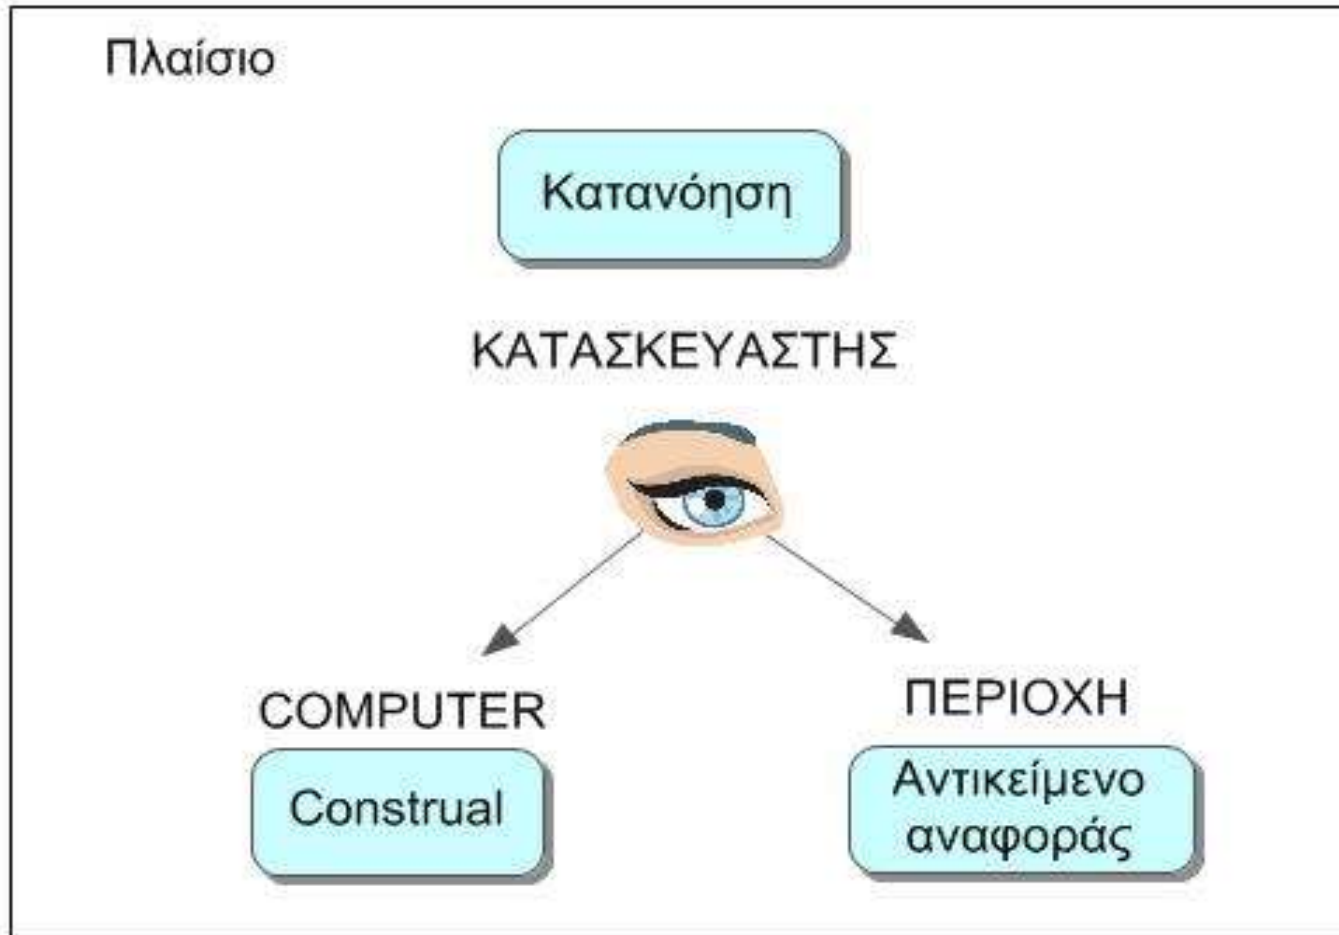 Πλαίσιο
Κατανόηση
ΚΑΤΑΣΚΕΥΑΣΤΗΣ
COMPUTER
Construal
ΠΕΡΙΟΧΗ
Αντικείμενο
αναφοράς